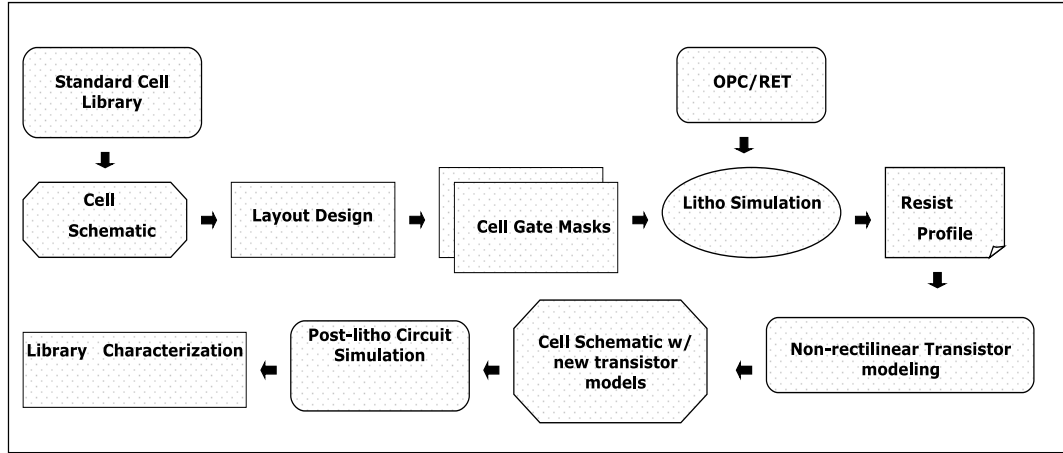 Standard Cell
Library
OPC/RET
Cell
Schematic
Layout Design
Cell Gate Masks
Litho Simulation
Resist
Profile
Non-rectilinear Transistor
modeling
Cell Schematic w/
new transistor
models
Post-litho Circuit
Simulation
Library Characterization